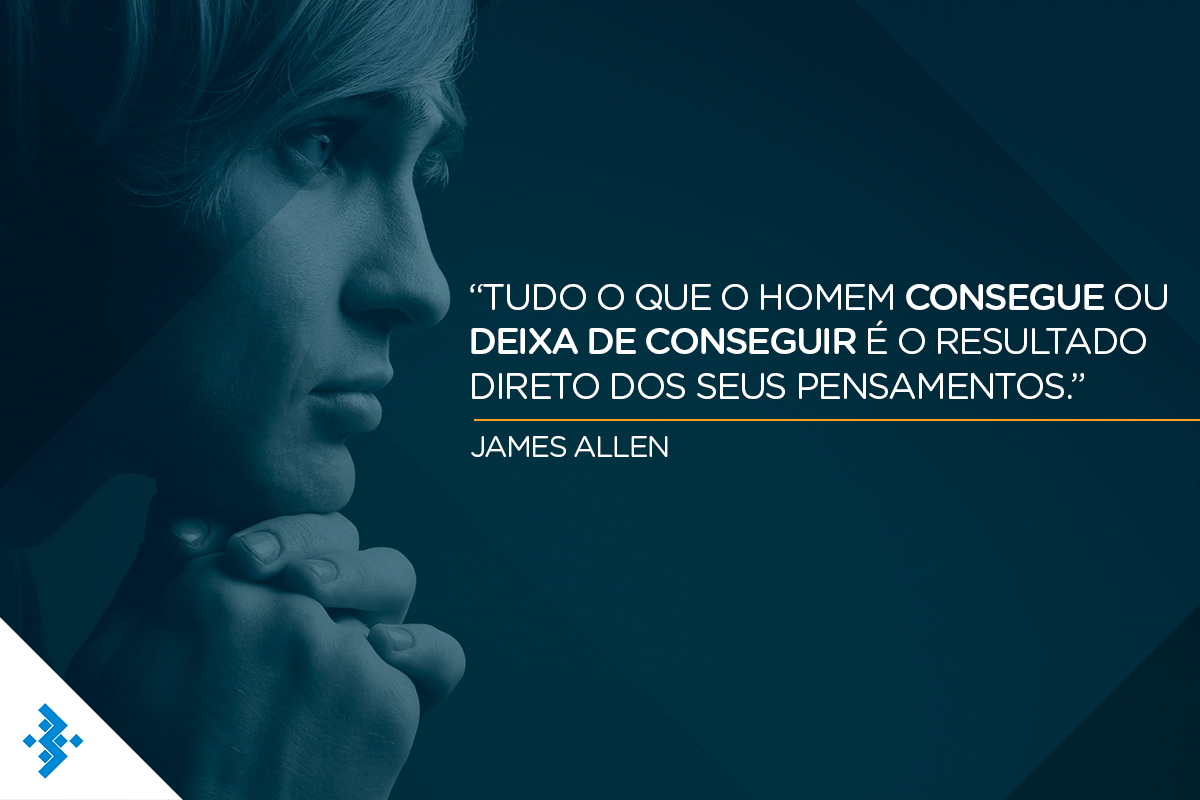 “TUDO O QUE O HOMEM CONSEGUE OU
DEIXA DE CONSEGUIR É O RESULTADO
DIRETO DOS SEUS PENSAMENTOS.”
JAMES ALLEN